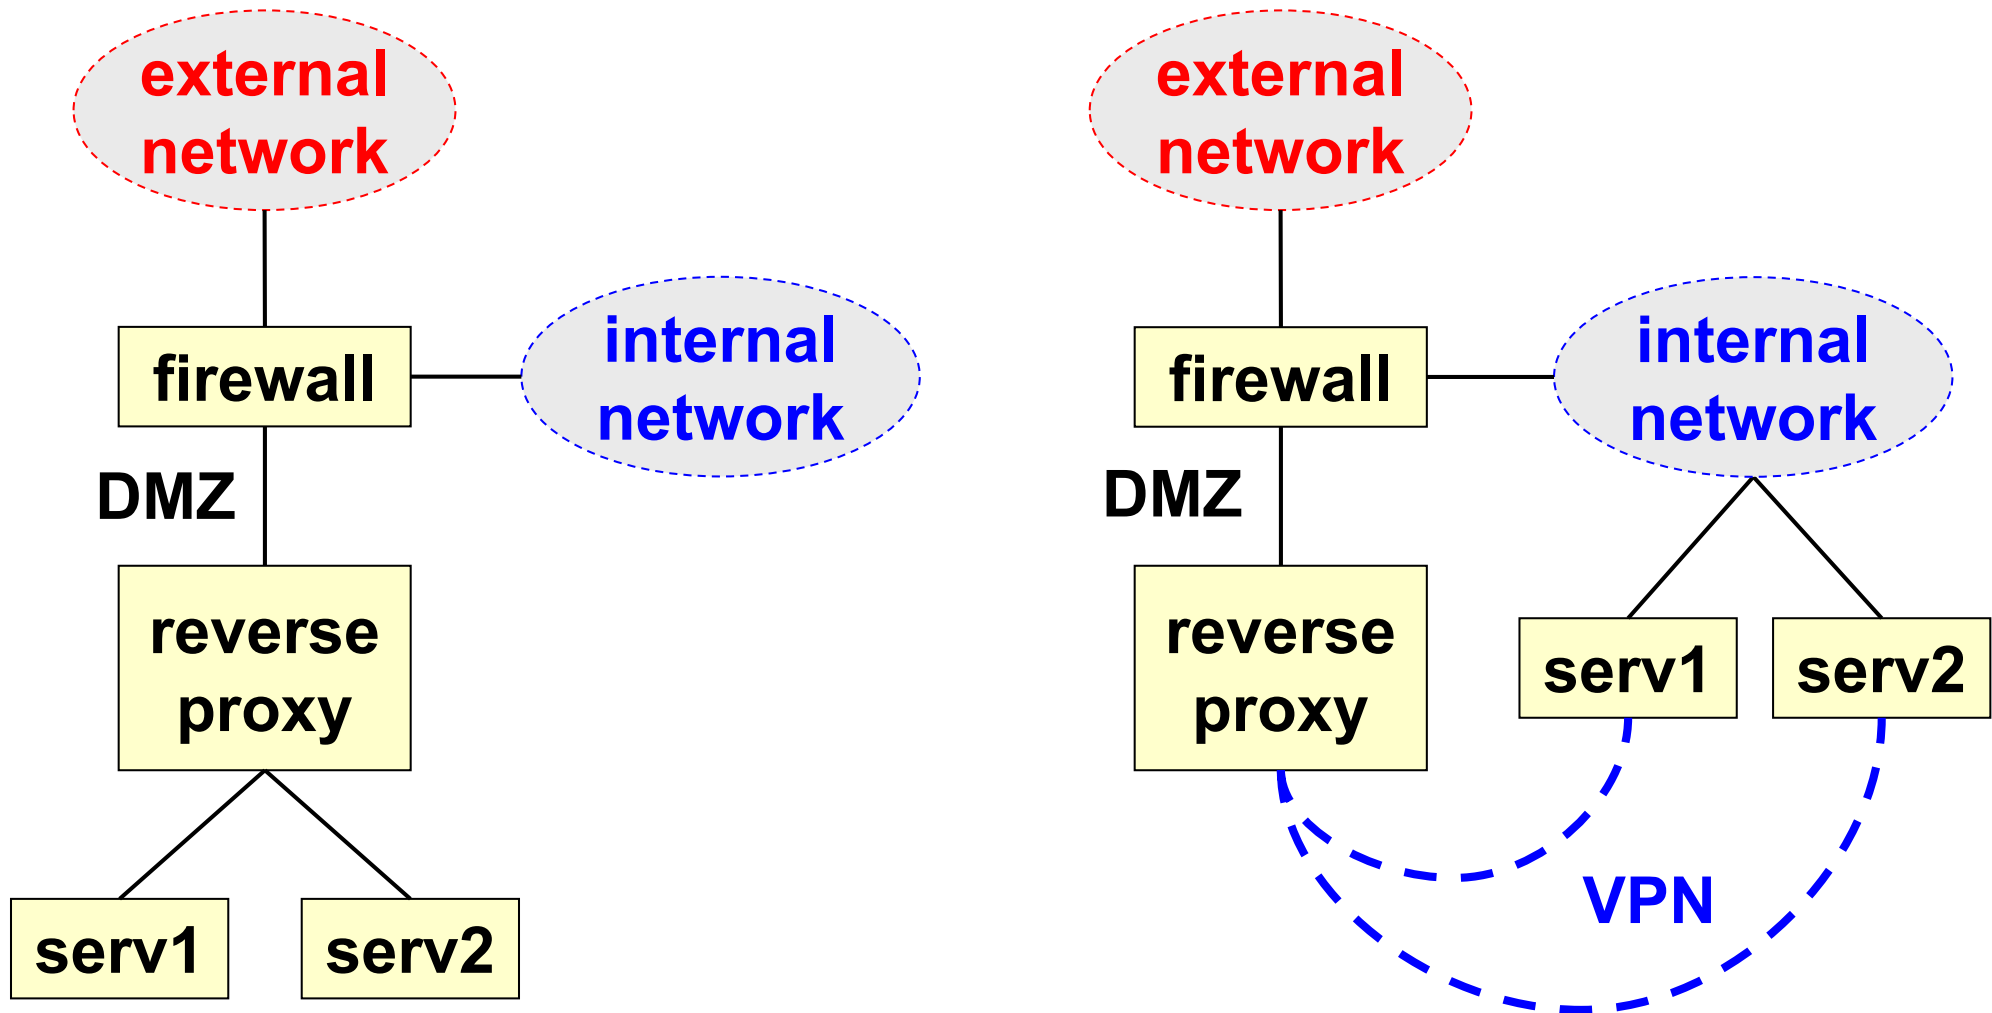 external
network
firewall
internal
network
DMZ
reverse
proxy
serv1
serv2
external
network
firewall
internal
network
DMZ
reverse
proxy
serv1
serv2
VPN